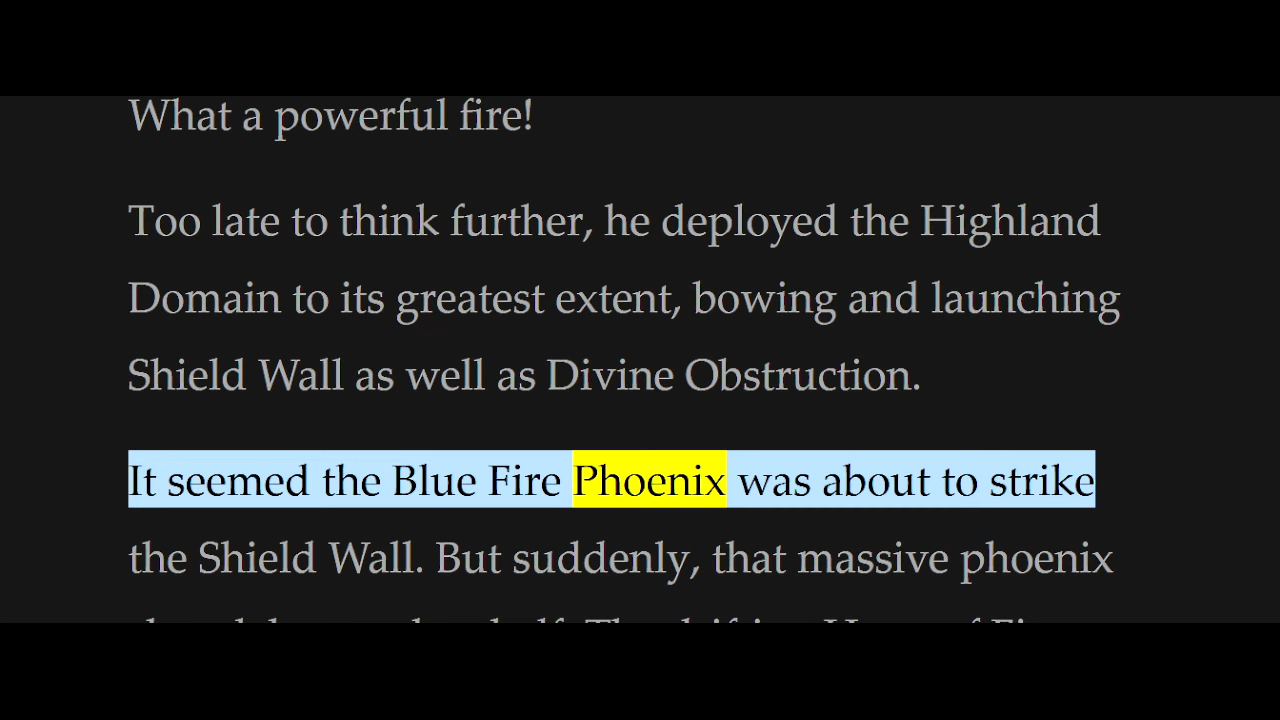 What a powerful fire!
Too late to think further, he deployed the Highland
Domain to its greatest extent, bowing and launching
Shield Wall as well as Divine Obstruction.
It seemed the Blue Fire Phoenix was about to strike
the Shield Wall. But suddenly, that massive phoenix